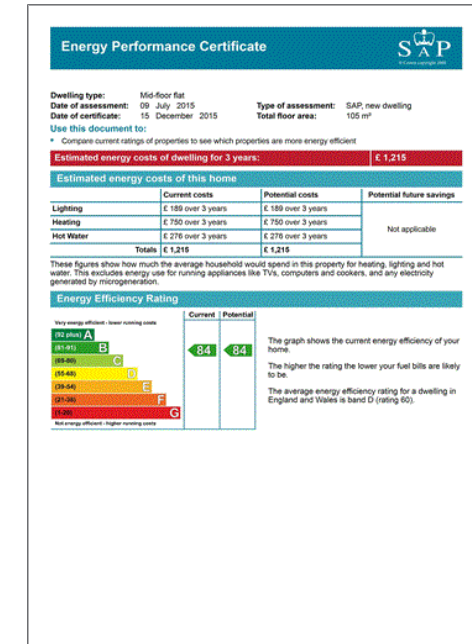 Energy Performance Certificate
SAP
© Crown copyright 2009
Dwelling type: Mid-floor flat
Date of assessment: 09 July 2015 Type of assessment: SAP, new dwelling
Date of certificate: 15 December 2015 Total floor area: 105 m²
Use this document to:
• Compare current ratings of properties to see which properties are more energy efficient
Estimated energy costs of dwelling for 3 years: £ 1,215
Estimated energy costs of this home
Current costs Potential costs Potential future savings
Lighting £ 189 over 3 years £ 189 over 3 years
Heating £ 750 over 3 years £ 750 over 3 years Not applicable
Hot Water £ 276 over 3 years £ 276 over 3 years
Totals £ 1,215 £ 1,215
These figures show how much the average household would spend in this property for heating, lighting and hot
water. This excludes energy use for running appliances like TVs, computers and cookers, and any electricity
generated by microgeneration.
Energy Efficiency Rating
Current Potential
Very energy efficient - lower running costs
(92 plus) A
(81-91) B
84 84
(69-80) C
(55-68) D
(39-54) E
(21-38) F
(1-20) G
Not energy efficient - higher running costs
The graph shows the current energy efficiency of your
home.
The higher the rating the lower your fuel bills are likely
to be.
The average energy efficiency rating for a dwelling in
England and Wales is band D (rating 60).